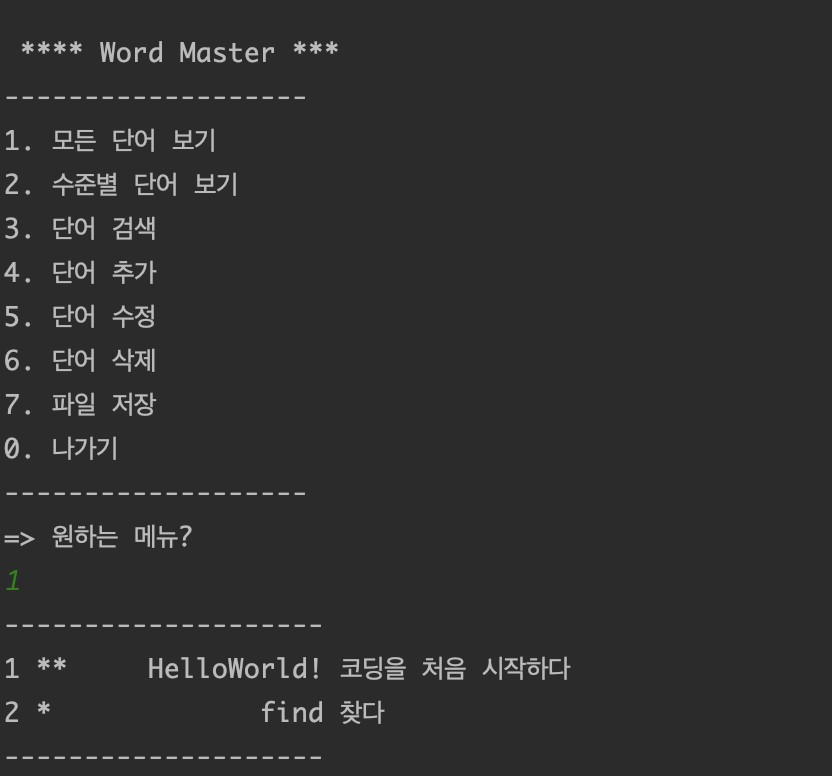 **** Word Master ***
-------------------
1. 모든 단어 보기
2. 수준별 단어 보기
3. 단어 검색
4. 단어 추가
5. 단어 수정
6. 단어 삭제
7. 파일 저장
0. 나가기
-------------------
=> 원하는 메뉴?
1
--------------------
1 **     HelloWorld! 코딩을 처음 시작하다
2 *             find 찾다
--------------------